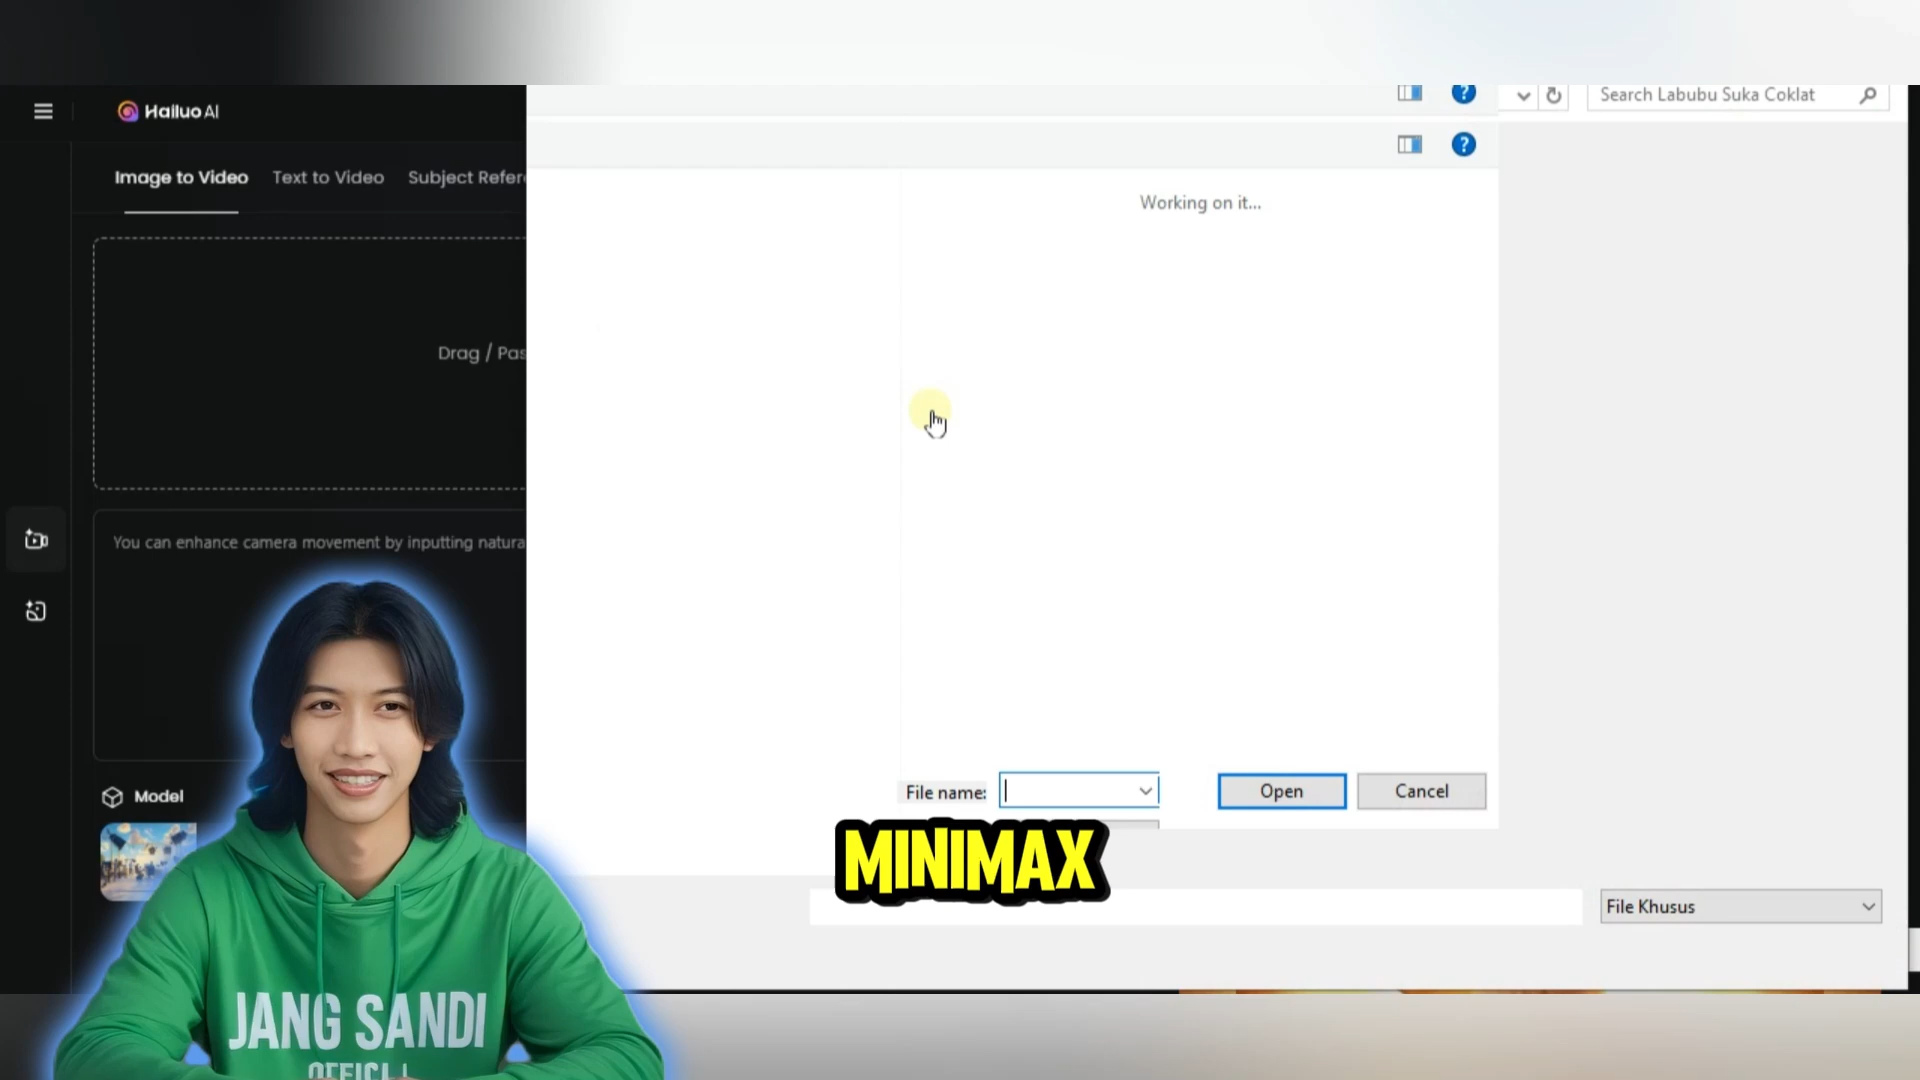 Hailuo AI
Search Labubu Suka Coklat
Image to Video
Text to Video
Subject Refer
Working on it...
Drag / Pas
You can enhance camera movement by inputting natura
Model
File name:
Open
Cancel
MINIMAX
File Khusus
JANG SANDI